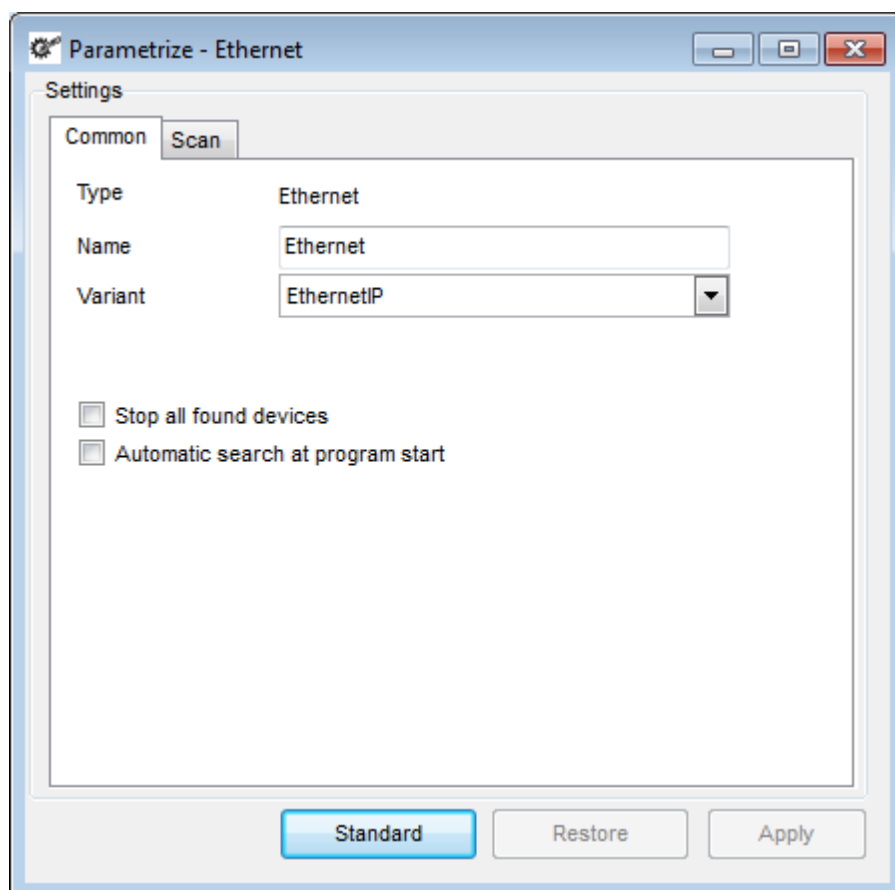 Parametrize - Ethernet
Settings
Common Scan
Type Ethernet
Name Ethernet
Variant EthernetIP
Stop all found devices
Automatic search at program start
Standard Restore Apply